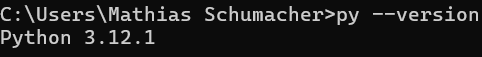 C:\Users\Mathias Schumacher>py --version
Python 3.12.1